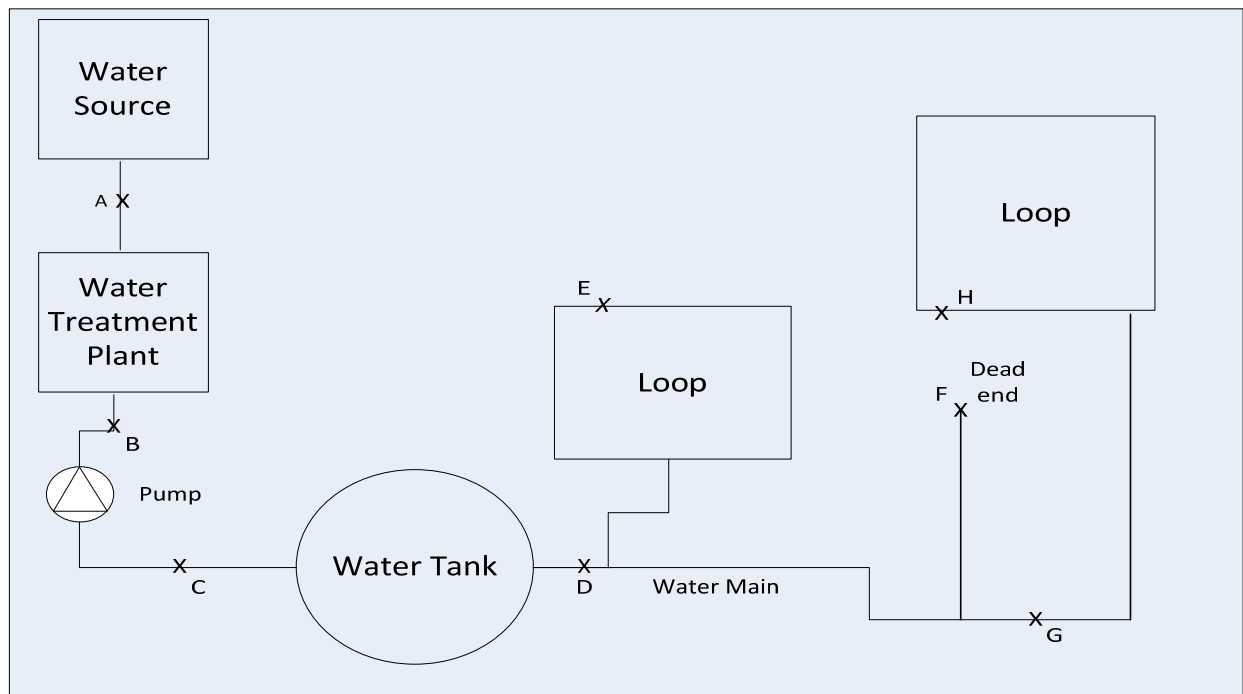 Water
Source
A
Water
Treatment
Plant
B
Pump
C
Water Tank
D
Water Main
E
Loop
Loop
H
Dead
end
F
G